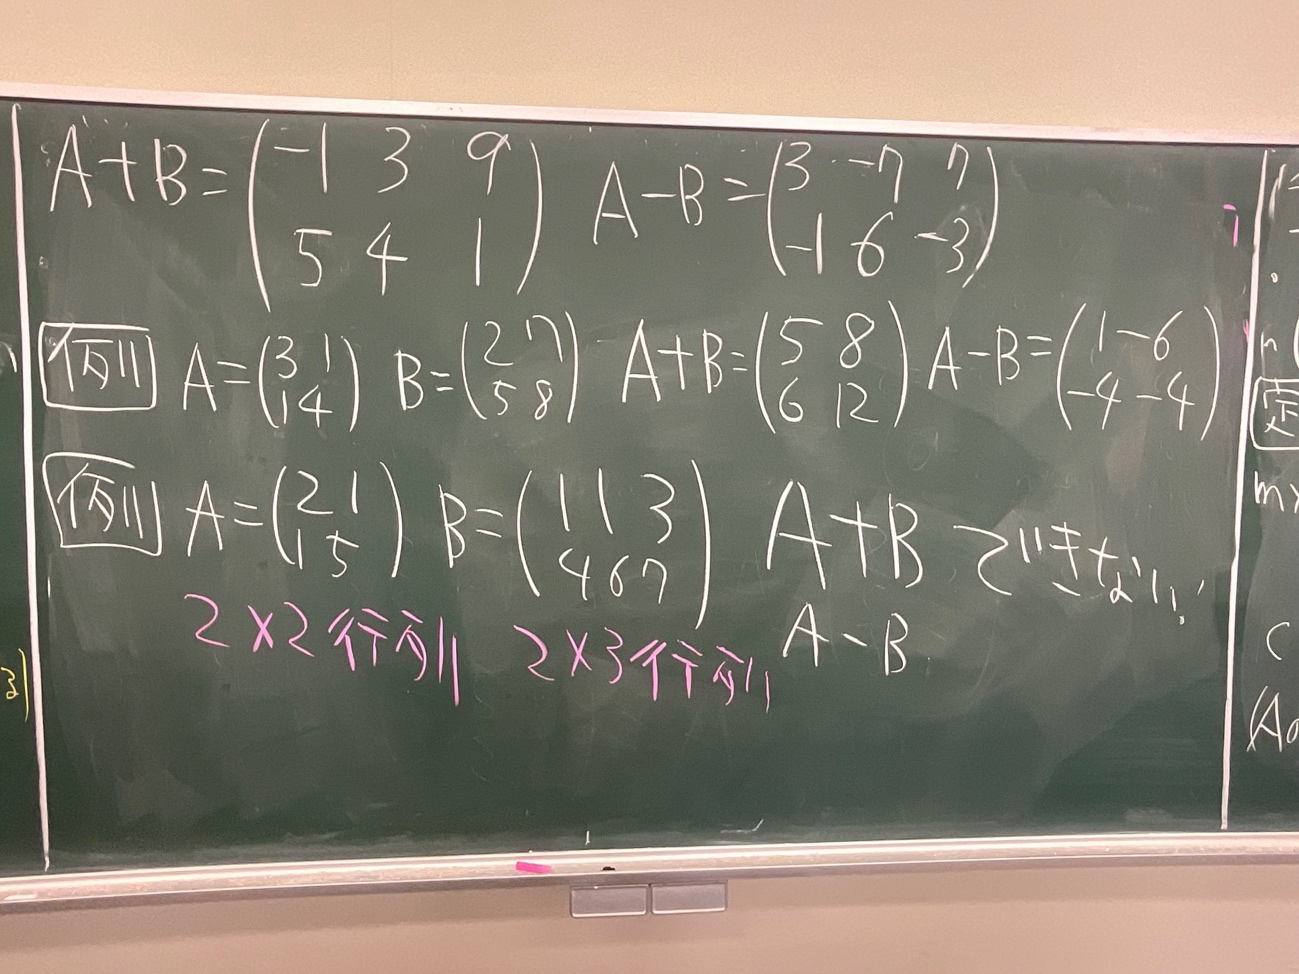 A+B=(-1 3 9 A-B=(3 -7 7
5 4 1) -1 6 -3)
例 A=(3 1 B=(2 7 A+B=(5 8 A-B=(1 -6
1 4) 5 8) 6 12) -4 -4)
例 A=(2 1 B=(1 1 3 A+B できない
1 5) 4 6 7) A-B
2×2行列 2×3行列